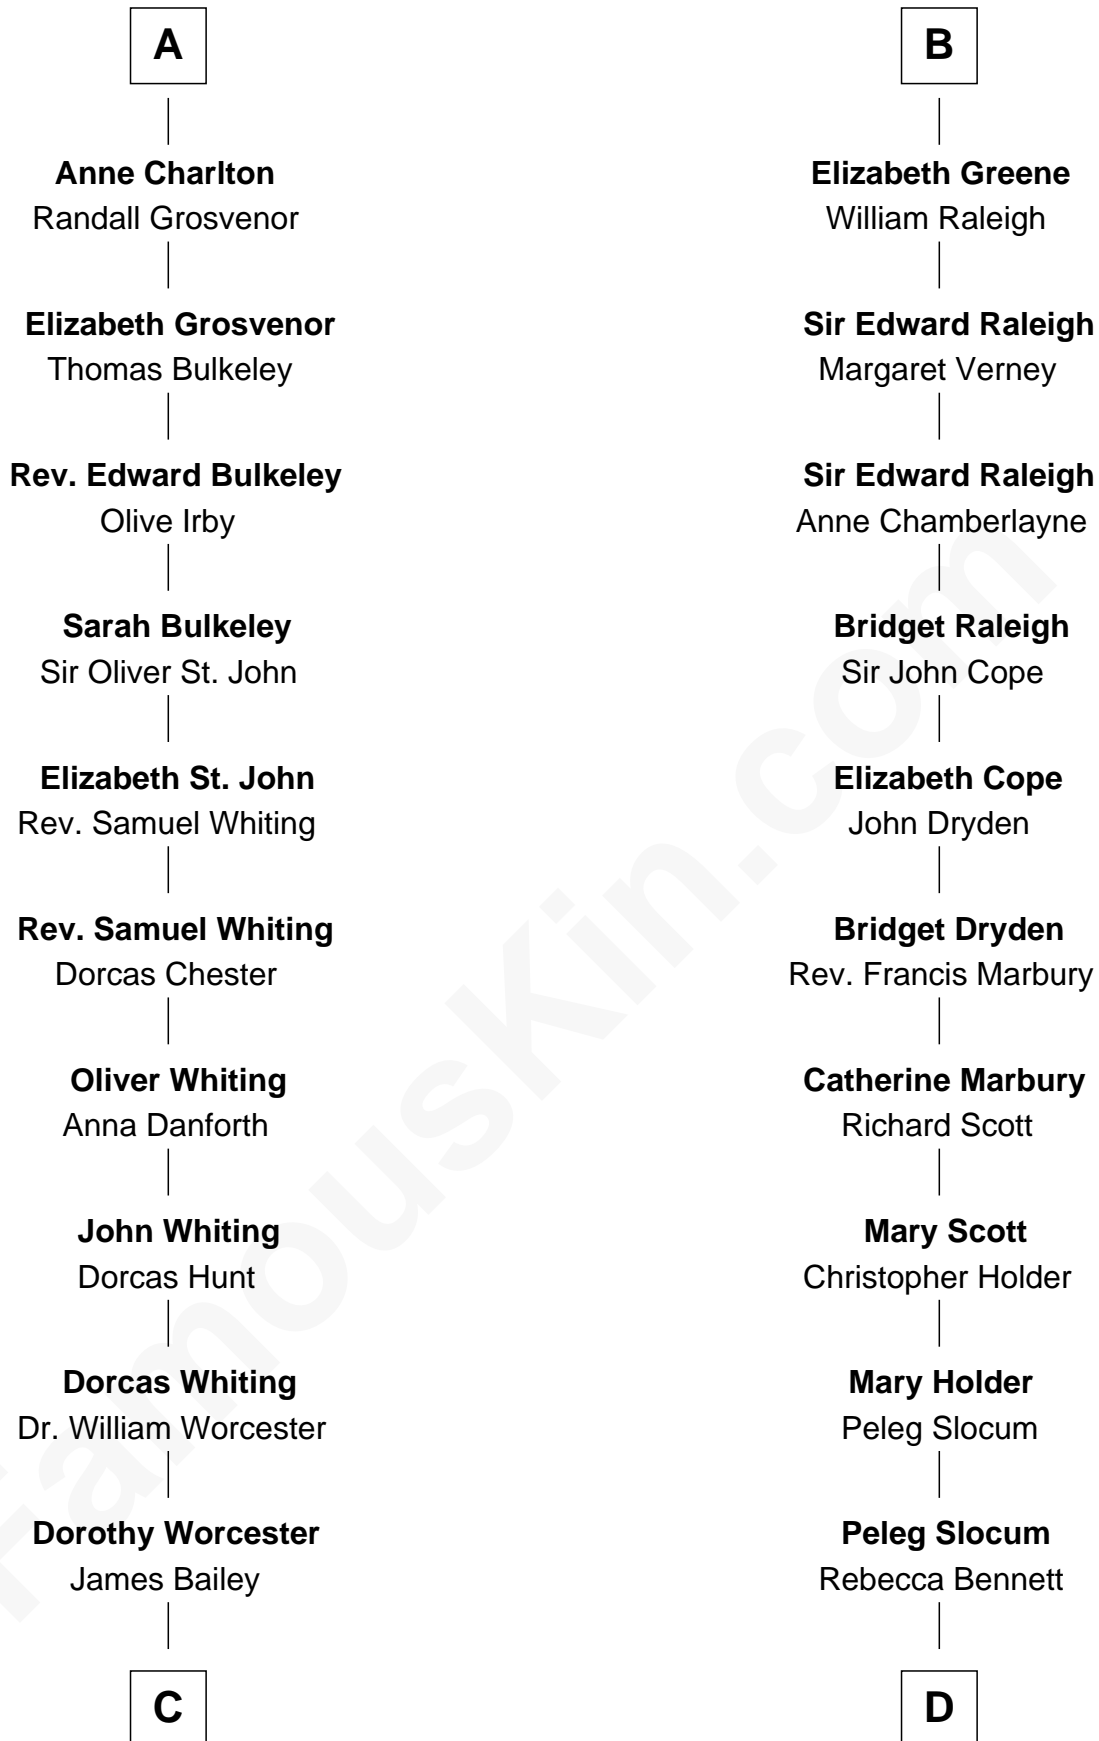 A
Anne Charlton
Randall Grosvenor
Elizabeth Grosvenor
Thomas Bulkeley
Rev. Edward Bulkeley
Olive Irby
Sarah Bulkeley
Sir Oliver St. John
Elizabeth St. John
Rev. Samuel Whiting
Rev. Samuel Whiting
Dorcas Chester
Oliver Whiting
Anna Danforth
John Whiting
Dorcas Hunt
Dorcas Whiting
Dr. William Worcester
Dorothy Worcester
James Bailey
C
B
Elizabeth Greene
William Raleigh
Sir Edward Raleigh
Margaret Verney
Sir Edward Raleigh
Anne Chamberlayne
Bridget Raleigh
Sir John Cope
Elizabeth Cope
John Dryden
Bridget Dryden
Rev. Francis Marbury
Catherine Marbury
Richard Scott
Mary Scott
Christopher Holder
Mary Holder
Peleg Slocum
Peleg Slocum
Rebecca Bennett
D
FamousKin.com